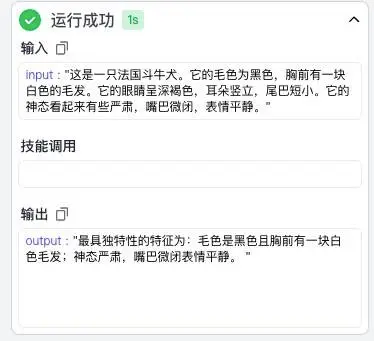 运行成功 1s
输入
input : "这是一只法国斗牛犬。它的毛色为黑色，胸前有一块
白色的毛发。它的眼睛呈深褐色，耳朵竖立，尾巴短小。它的
神态看起来有些严肃，嘴巴微闭，表情平静。"
技能调用
输出
output : "最具独特性的特征为：毛色是黑色且胸前有一块白
色毛发；神态严肃，嘴巴微闭表情平静。 "